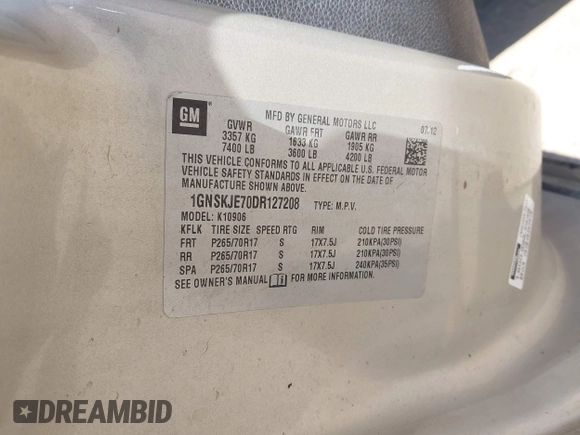 GM
MFD BY GENERAL MOTORS LLC
07/12
GVWR GAWR FRT GAWR RR
3357 KG 1633 KG 1905 KG
7400 LB 3600 LB 4200 LB
THIS VEHICLE CONFORMS TO ALL APPLICABLE U.S. FEDERAL MOTOR
VEHICLE SAFETY STANDARDS IN EFFECT ON THE DATE OF
MANUFACTURE SHOWN ABOVE.
1GNSKJE70DR127208 TYPE: M.P.V.
MODEL: K10906
KFLK TIRE SIZE SPEED RTG RIM COLD TIRE PRESSURE
FRT P265/70R17 S 17X7.5J 210KPA(30PSI)
RR P265/70R17 S 17X7.5J 210KPA(30PSI)
SPA P265/70R17 S 17X7.5J 240KPA(35PSI)
SEE OWNER'S MANUAL FOR MORE INFORMATION.
DREAMBID